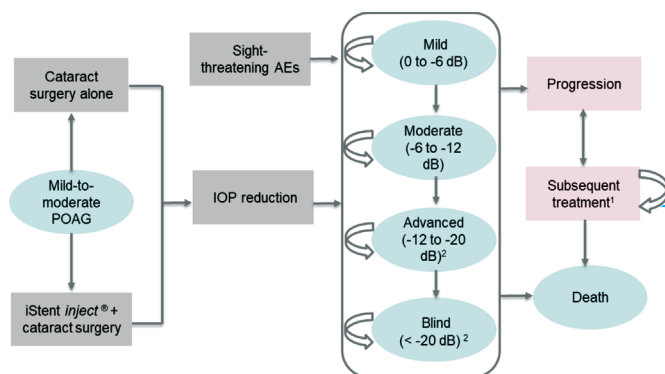 Cataract
surgery alone
Mild-to-
moderate
POAG
iStent inject ® +
cataract surgery
Sight-
threatening AEs
IOP reduction
Mild
(0 to -6 dB)
Moderate
(-6 to -12
dB)
Advanced
(-12 to -20
dB)²
Blind
(< -20 dB) ²
Progression
Subsequent
treatment¹
Death